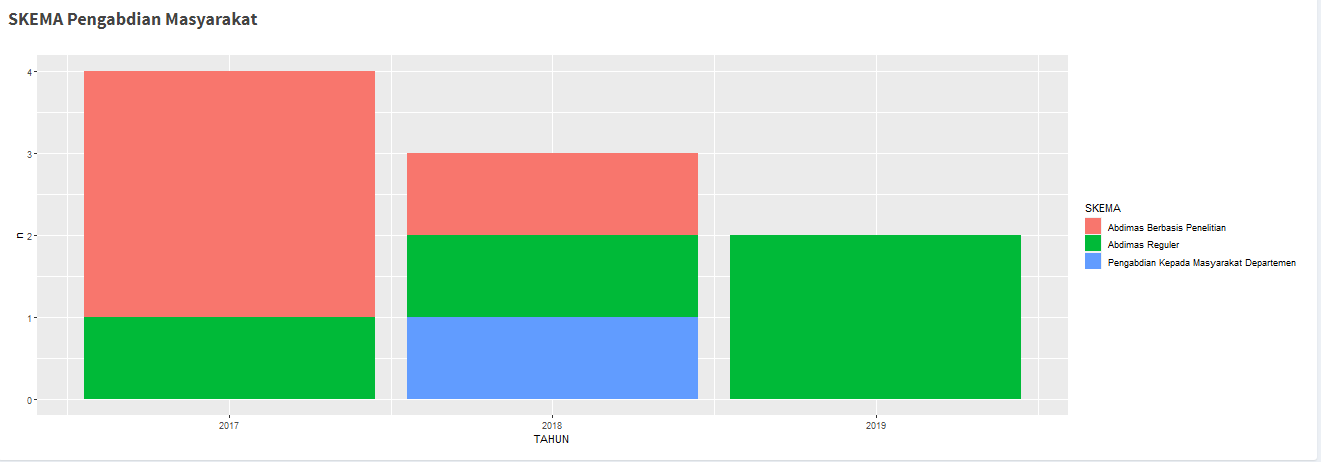 SKEMA Pengabdian Masyarakat
4
3
2
1
0
n
2017 2018 2019
TAHUN
SKEMA
Abdimas Berbasis Penelitian
Abdimas Reguler
Pengabdian Kepada Masyarakat Departemen